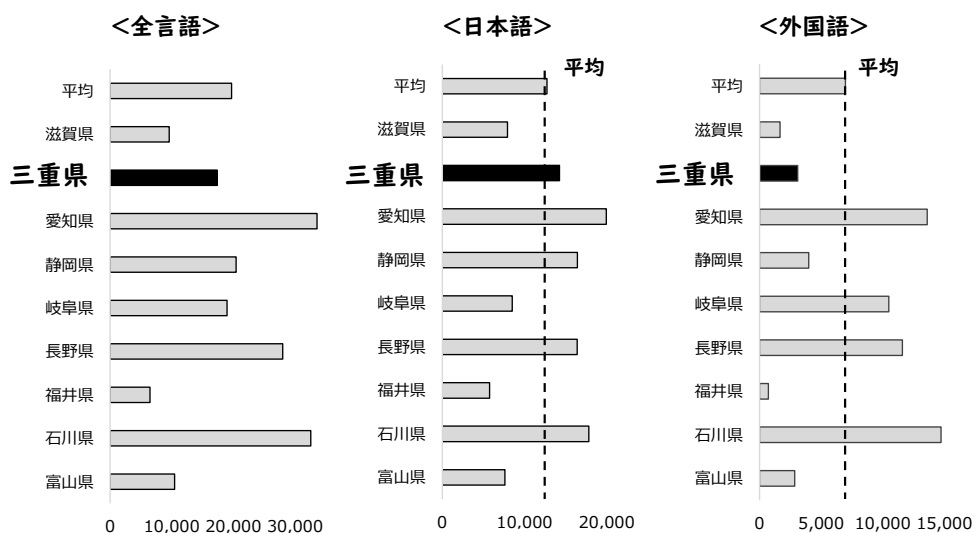 <全言語>
平均
滋賀県
三重県
愛知県
静岡県
岐阜県
長野県
福井県
石川県
富山県
0 10,000 20,000 30,000
<日本語>
平均
平均
滋賀県
三重県
愛知県
静岡県
岐阜県
長野県
福井県
石川県
富山県
0 10,000 20,000
<外国語>
平均
平均
滋賀県
三重県
愛知県
静岡県
岐阜県
長野県
福井県
石川県
富山県
0 5,000 10,000 15,000